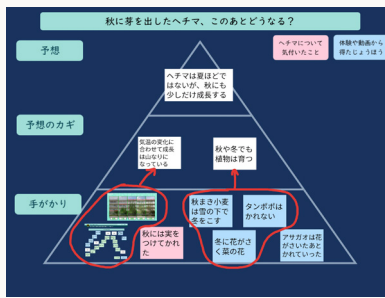 秋に芽を出したヘチマ、このあとどうなる?
予想
ヘチマについて
気付いたこと
体験や動画から
得たじょうほう
ヘチマは夏ほどで
はないが、秋にも
少しだけ成長する
予想のカギ
気温の変化に
合わせて成長
は山なりに
なっている
秋や冬でも
植物は育つ
手がかり
秋には実を
つけてかれ
た
秋まき小麦
は雪の下で
冬をこす
タンポポは
かれない
冬に花がさ
く菜の花
アサガオは花
がさいたあと
かれていった